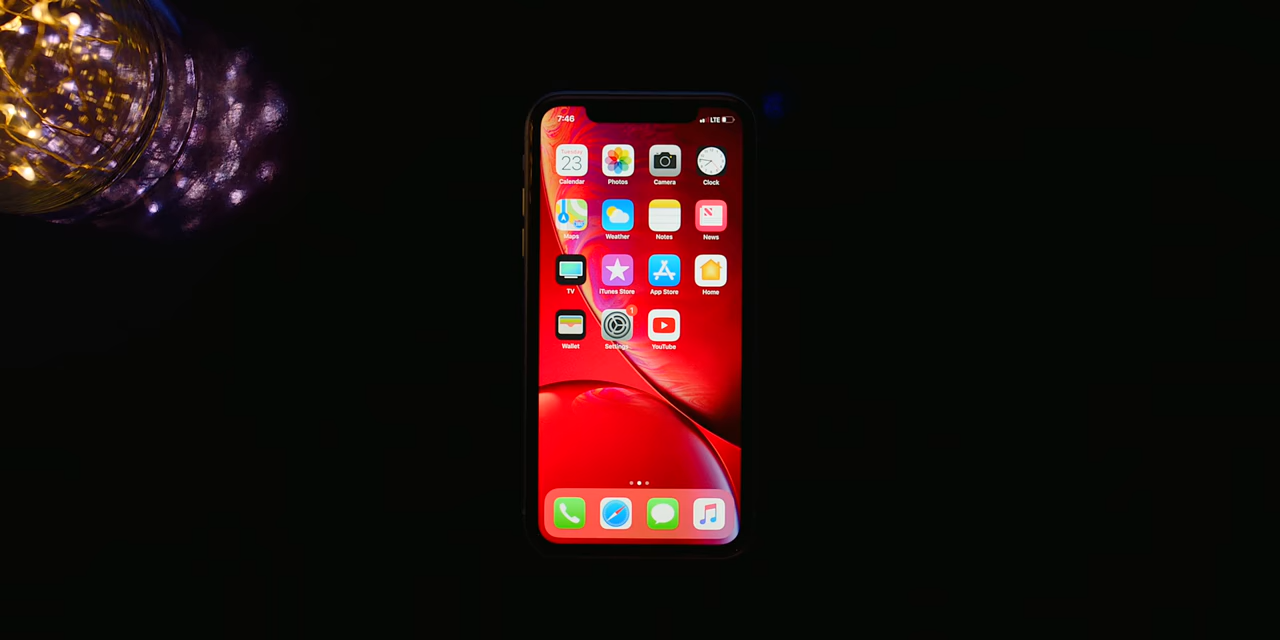 7:46 LTE
Tuesday
23
Calendar Photos Camera Clock
Maps Weather Notes News
TV iTunes Store App Store Home
1
Wallet Settings YouTube